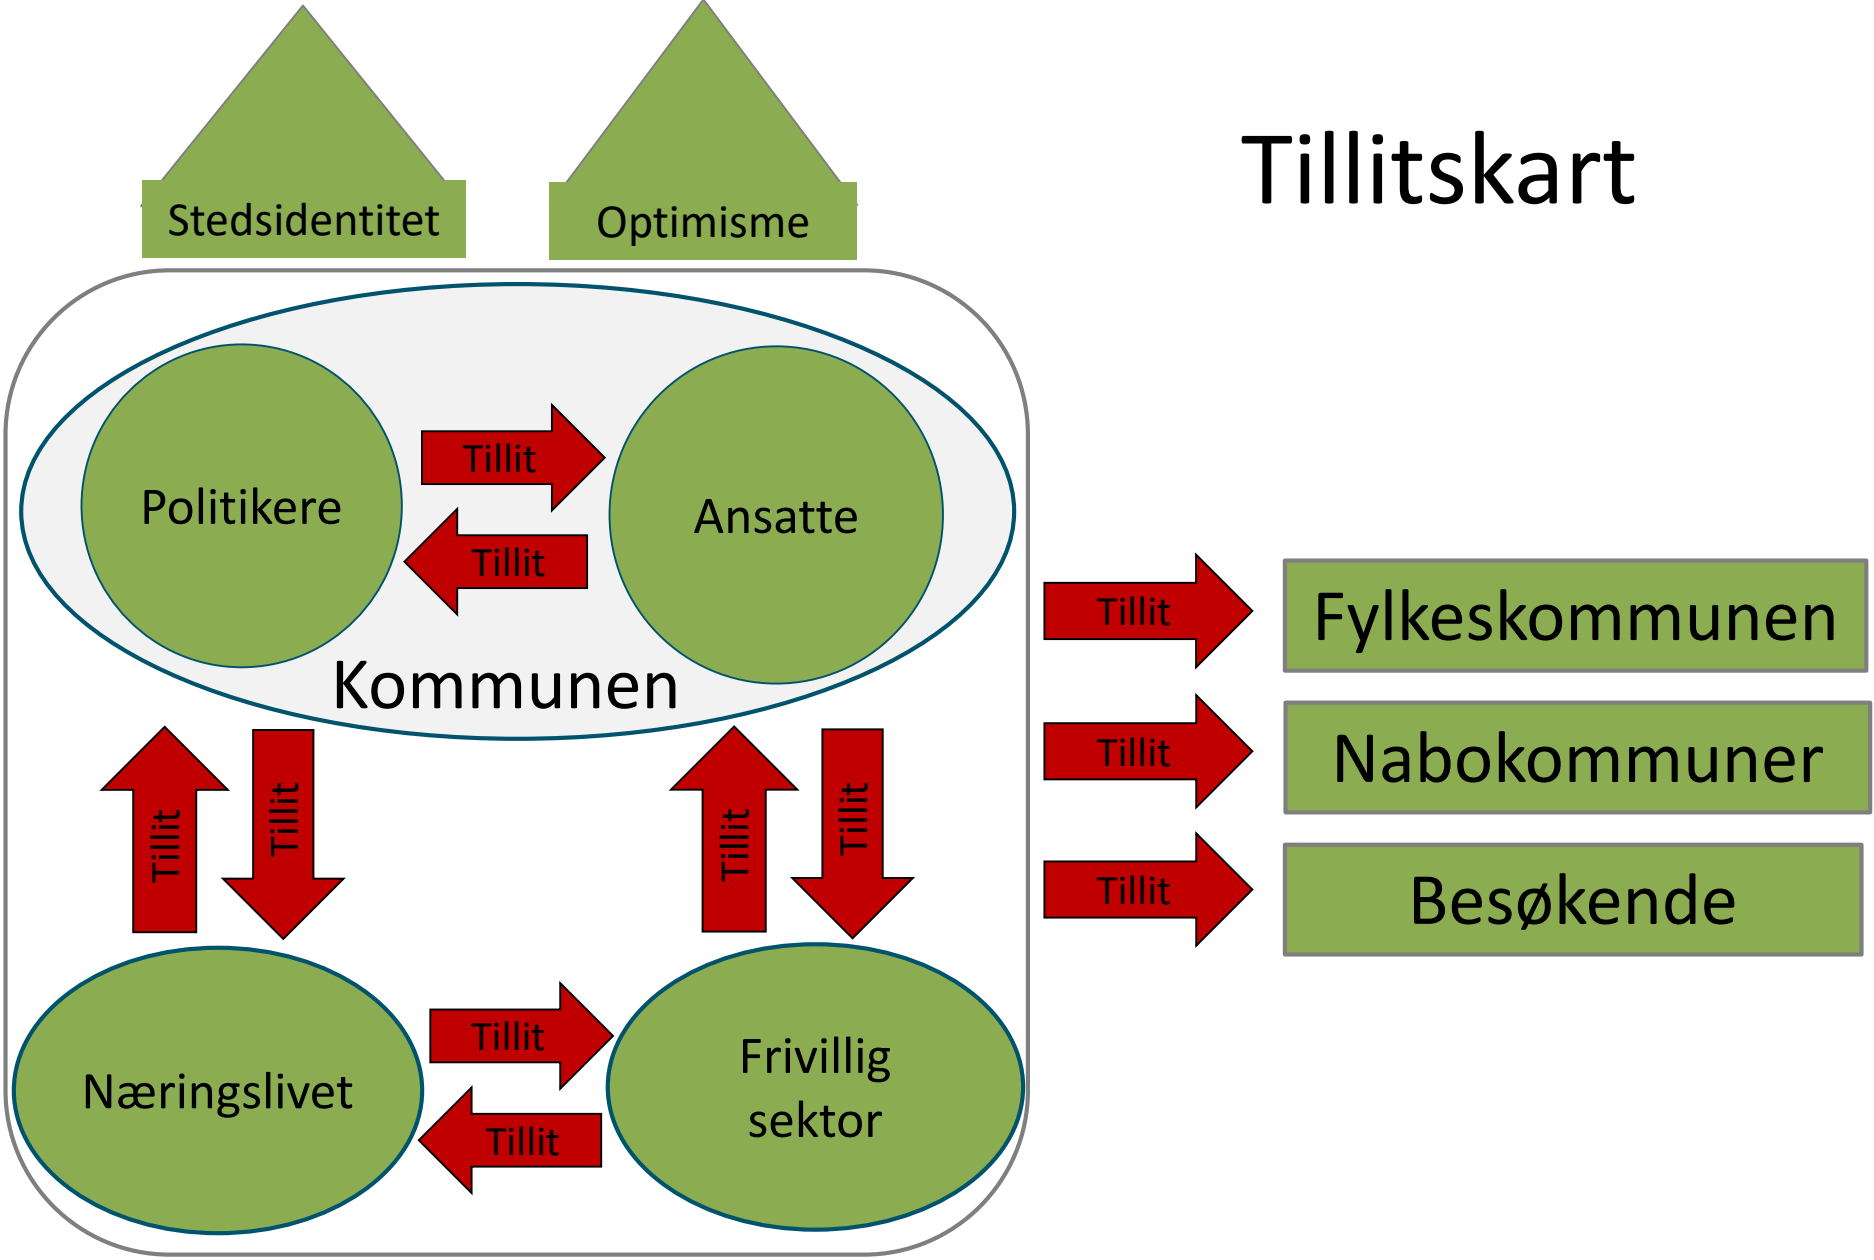 Tillitskart
Stedsidentitet
Optimisme
Politikere
Tillit
Tillit
Ansatte
Kommunen
Tillit
Tillit
Tillit
Tillit
Næringslivet
Tillit
Tillit
Frivillig
sektor
Tillit
Fylkeskommunen
Tillit
Nabokommuner
Tillit
Besøkende